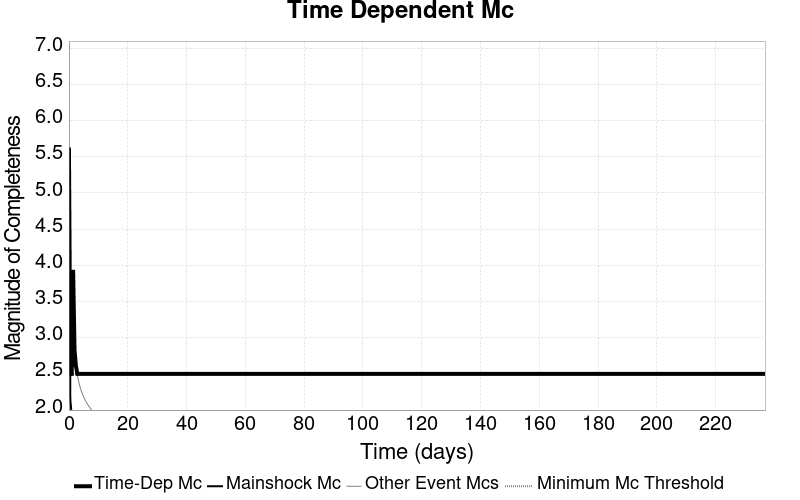 Time Dependent Mc
7.0
6.5
6.0
5.5
5.0
4.5
4.0
3.5
3.0
2.5
2.0
Magnitude of Completeness
0 20 40 60 80 100 120 140 160 180 200 220
Time (days)
Time-Dep Mc Mainshock Mc Other Event Mcs Minimum Mc Threshold